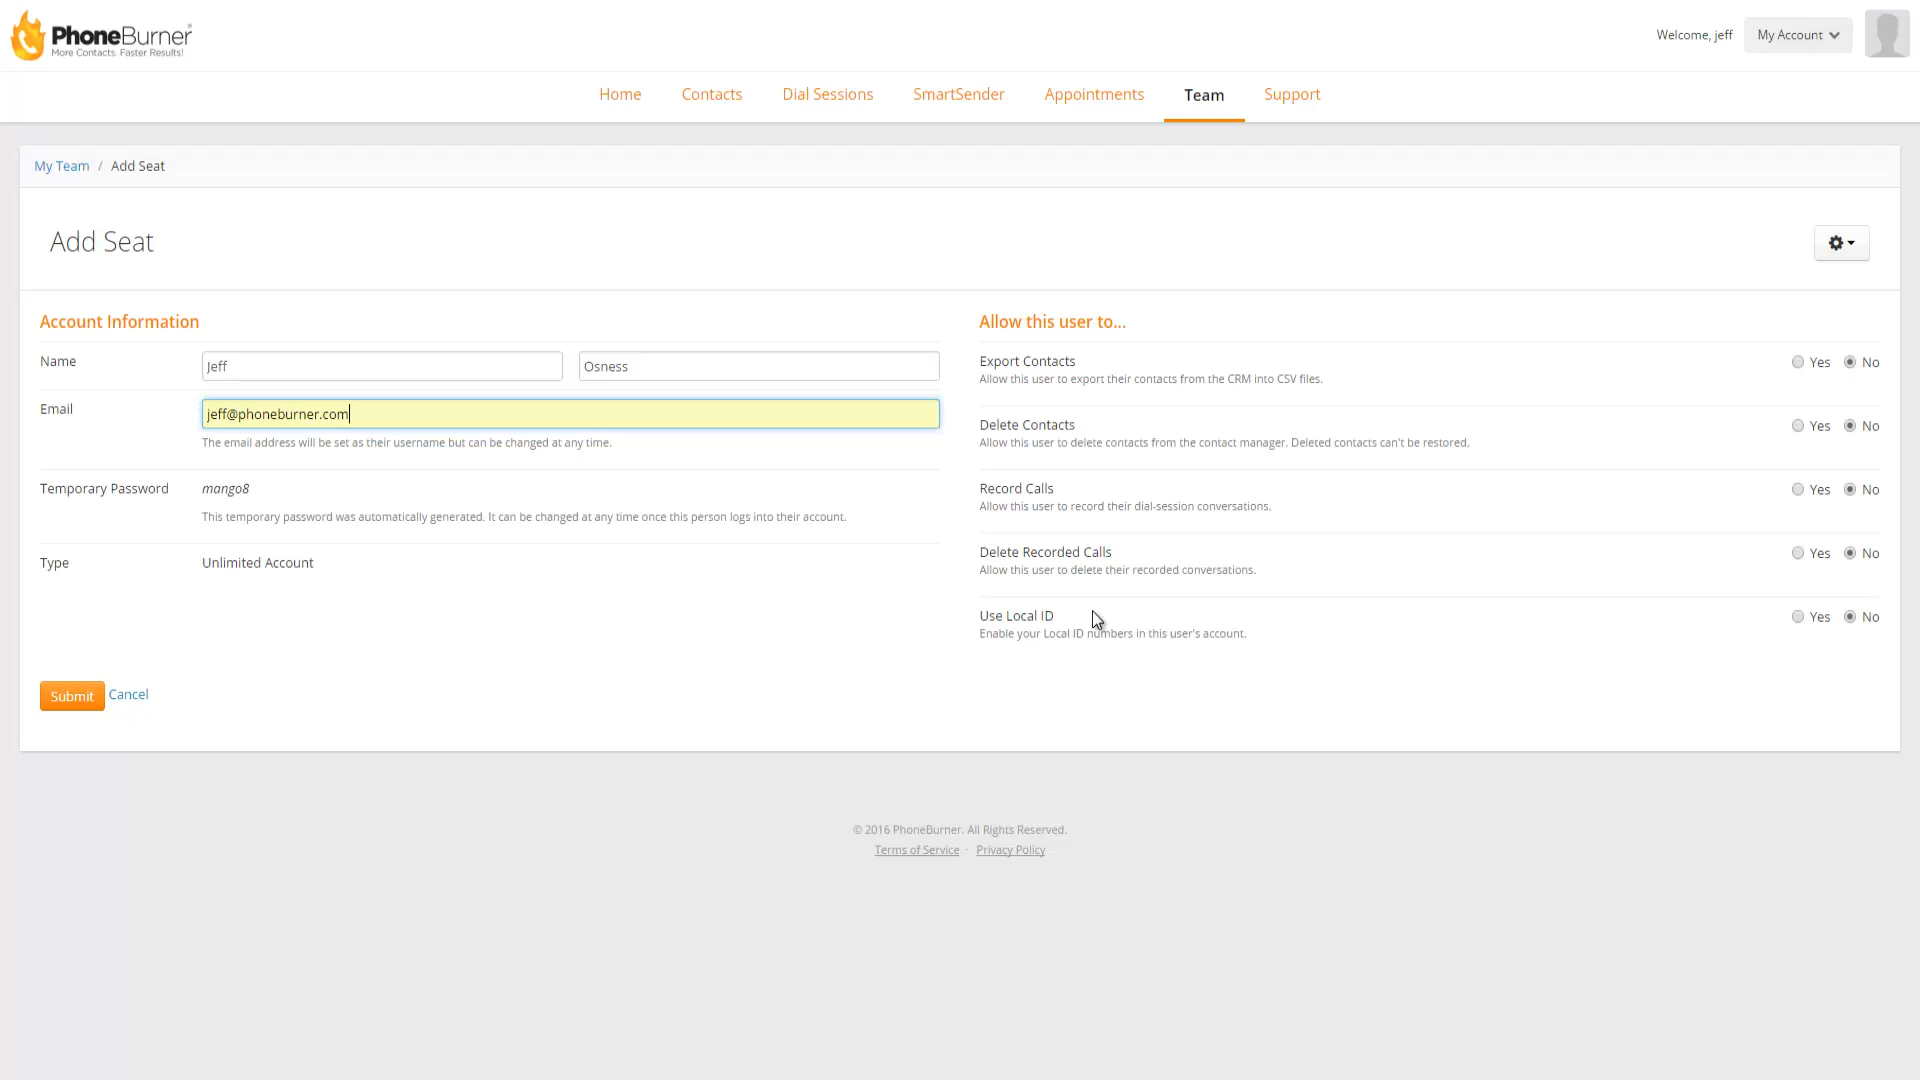 PhoneBurner®
More Contacts. Faster Results!
Welcome, jeff
My Account
Home
Contacts
Dial Sessions
SmartSender
Appointments
Team
Support
My Team / Add Seat
Add Seat
Account Information
Name
Jeff
Osness
Email
jeff@phoneburner.com
The email address will be set as their username but can be changed at any time.
Temporary Password
mango8
This temporary password was automatically generated. It can be changed at any time once this person logs into their account.
Type
Unlimited Account
Submit
Cancel
Allow this user to...
Export Contacts
Yes
No
Allow this user to export their contacts from the CRM into CSV files.
Delete Contacts
Yes
No
Allow this user to delete contacts from the contact manager. Deleted contacts can't be restored.
Record Calls
Yes
No
Allow this user to record their dial-session conversations.
Delete Recorded Calls
Yes
No
Allow this user to delete their recorded conversations.
Use Local ID
Yes
No
Enable your Local ID numbers in this user's account.
© 2016 PhoneBurner. All Rights Reserved.
Terms of Service · Privacy Policy